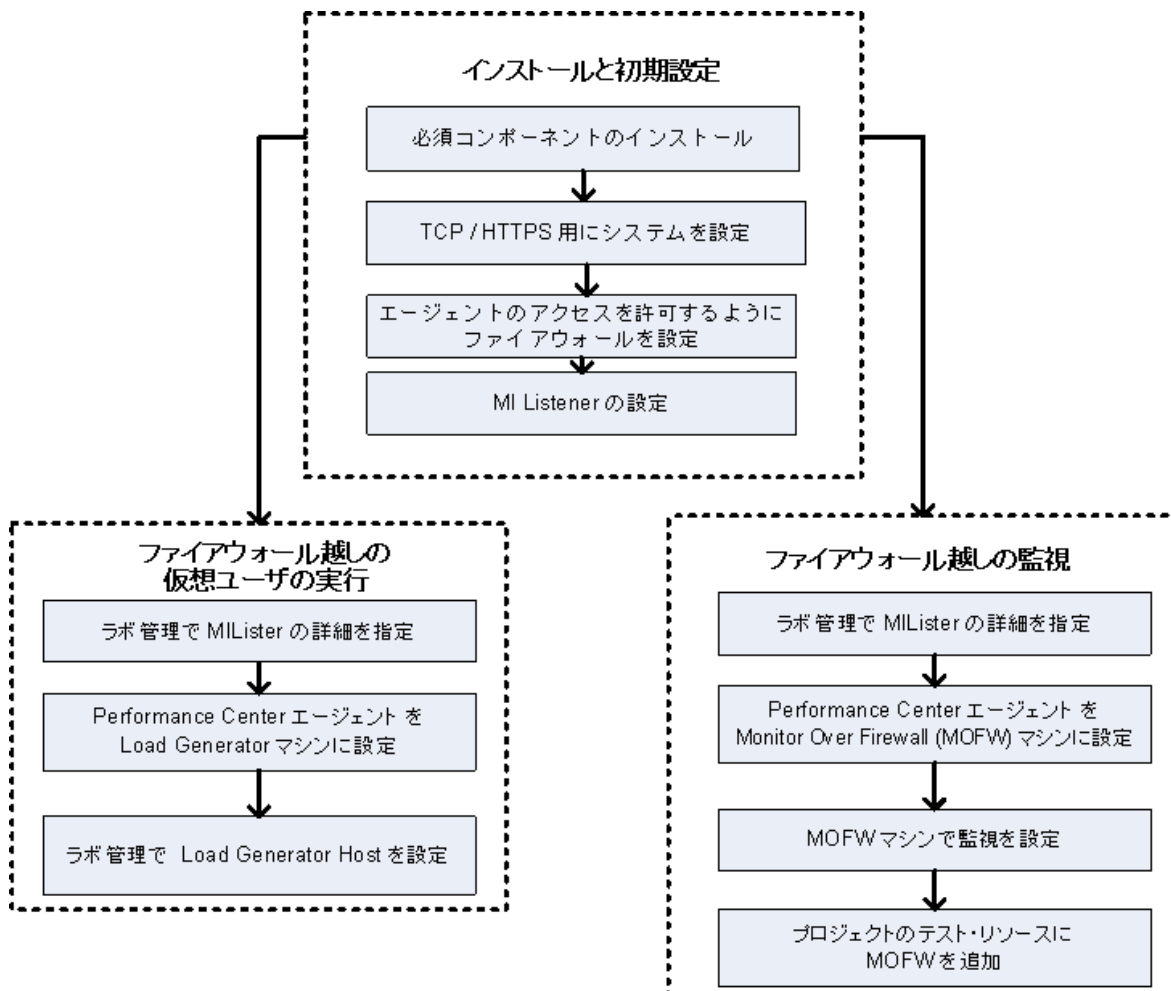 インストールと初期設定
必須コンポーネントのインストール
TCP / HTTPS 用にシステムを設定
エージェントのアクセスを許可するように
ファイアウォールを設定
MI Listener の設定
ファイアウォール越しの
仮想ユーザの実行
ラボ管理で MILister の詳細を指定
Performance Center エージェント を
Load Generator マシンに設定
ラボ管理で Load Generator Host を設定
ファイアウォール越しの監視
ラボ管理で MILister の詳細を指定
Performance Center エージェント を
Monitor Over Firewall (MOFW) マシンに設定
MOFW マシンで監視を設定
プロジェクトのテスト・リソースに
MOFW を追加